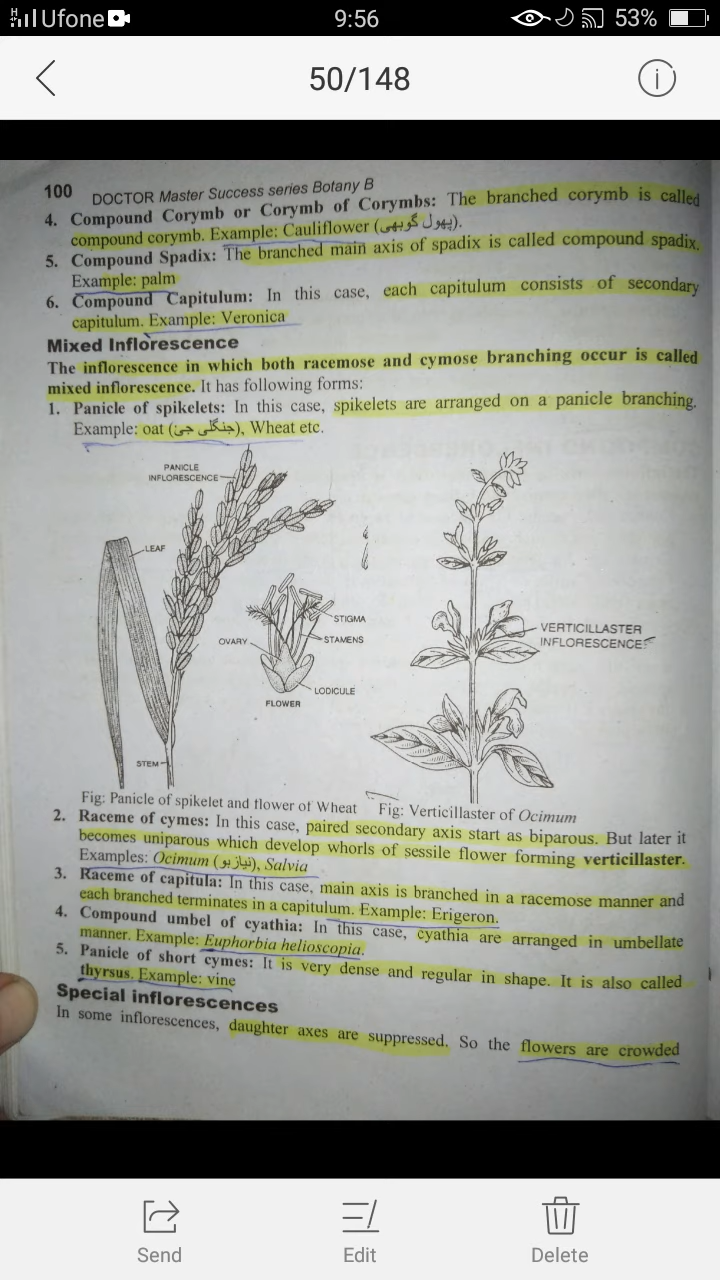 Ufone
9:56
53%
50/148
100 DOCTOR Master Success series Botany B
4. Compound Corymb or Corymb of Corymbs: The branched corymb is called
compound corymb. Example: Cauliflower (پھول گوبھی).
5. Compound Spadix: The branched main axis of spadix is called compound spadix.
Example: palm
6. Compound Capitulum: In this case, each capitulum consists of secondary
capitulum. Example: Veronica
Mixed Inflorescence
The inflorescence in which both racemose and cymose branching occur is called
mixed inflorescence. It has following forms:
1. Panicle of spikelets: In this case, spikelets are arranged on a panicle branching.
Example: oat (جنگلی جئ), Wheat etc.
PANICLE
INFLORESCENCE
LEAF
STIGMA
OVARY
STAMENS
LODICULE
FLOWER
STEM
VERTICILLASTER
INFLORESCENCE
Fig: Panicle of spikelet and flower of Wheat
Fig: Verticillaster of Ocimum
2. Raceme of cymes: In this case, paired secondary axis start as biparous. But later it
becomes uniparous which develop whorls of sessile flower forming verticillaster.
Examples: Ocimum (نیاز بو), Salvia
3. Raceme of capitula: In this case, main axis is branched in a racemose manner and
each branched terminates in a capitulum. Example: Erigeron.
4. Compound umbel of cyathia: In this case, cyathia are arranged in umbellate
manner. Example: Euphorbia helioscopia.
5. Panicle of short cymes: It is very dense and regular in shape. It is also called
thyrsus. Example: vine
Special inflorescences
In some inflorescences, daughter axes are suppressed. So the flowers are crowded
Send
Edit
Delete